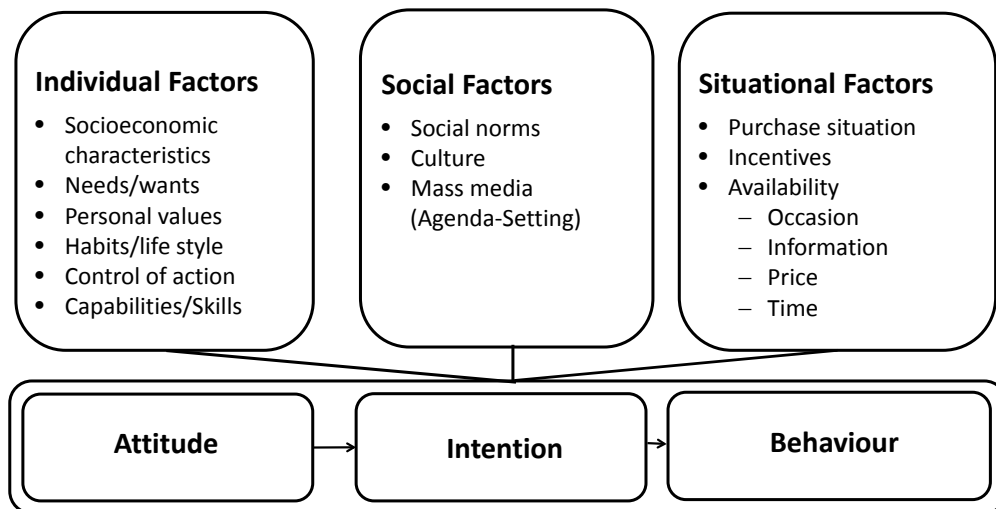 Individual Factors
• Socioeconomic
characteristics
• Needs/wants
• Personal values
• Habits/life style
• Control of action
• Capabilities/Skills
Social Factors
• Social norms
• Culture
• Mass media
(Agenda-Setting)
Situational Factors
• Purchase situation
• Incentives
• Availability
– Occasion
– Information
– Price
– Time
Attitude
Intention
Behaviour